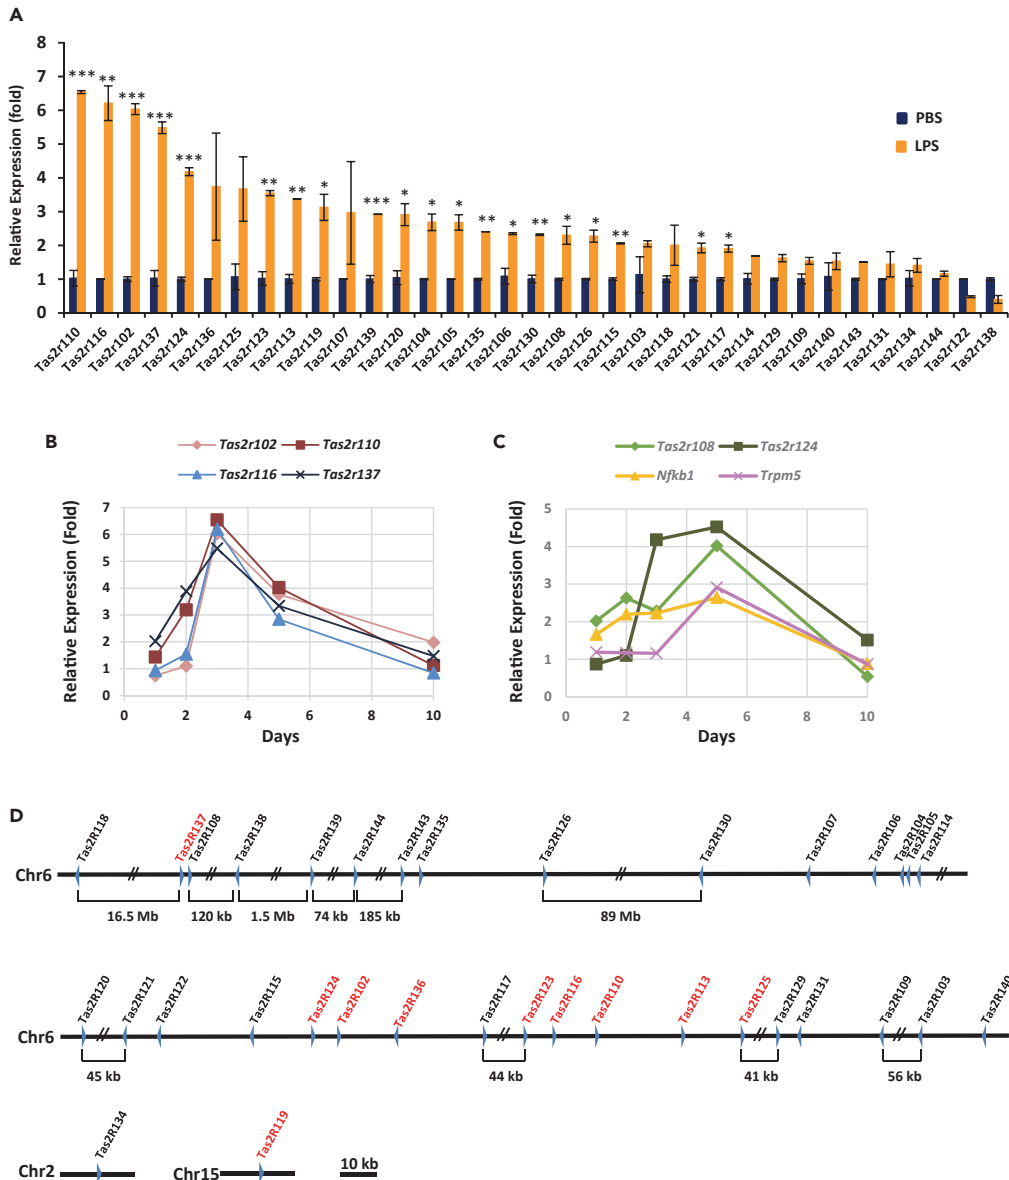 A
8
7
6
5
4
3
2
1
0
Relative Expression (fold)
*** ** *** *** *** ** ** * *** * * * ** * ** * * ** * *
PBS
LPS
Tas2r110 Tas2r116 Tas2r102 Tas2r137 Tas2r124 Tas2r136 Tas2r125 Tas2r123 Tas2r113 Tas2r119 Tas2r107 Tas2r139 Tas2r120 Tas2r104 Tas2r105 Tas2r135 Tas2r106 Tas2r130 Tas2r108 Tas2r126 Tas2r115 Tas2r103 Tas2r118 Tas2r121 Tas2r117 Tas2r114 Tas2r129 Tas2r109 Tas2r140 Tas2r143 Tas2r131 Tas2r134 Tas2r144 Tas2r122 Tas2r138
B
Tas2r102 Tas2r110
Tas2r116 Tas2r137
7
6
5
4
3
2
1
0
Relative Expression (Fold)
0 2 4 6 8 10
Days
C
Tas2r108 Tas2r124
Nfkb1 Trpm5
5
4
3
2
1
0
Relative Expression (Fold)
0 2 4 6 8 10
Days
D
Tas2R118 Tas2R137 Tas2R108 Tas2R138 Tas2R139 Tas2R144 Tas2R143 Tas2R135 Tas2R126 Tas2R130 Tas2R107 Tas2R106 Tas2R104 Tas2R105 Tas2R114
Chr6
16.5 Mb 120 kb 1.5 Mb 74 kb 185 kb 89 Mb
Tas2R120 Tas2R121 Tas2R122 Tas2R115 Tas2R124 Tas2R102 Tas2R136 Tas2R117 Tas2R123 Tas2R116 Tas2R110 Tas2R113 Tas2R125 Tas2R129 Tas2R131 Tas2R109 Tas2R103 Tas2R140
Chr6
45 kb 44 kb 41 kb 56 kb
Tas2R134 Tas2R119
Chr2 Chr15 10 kb